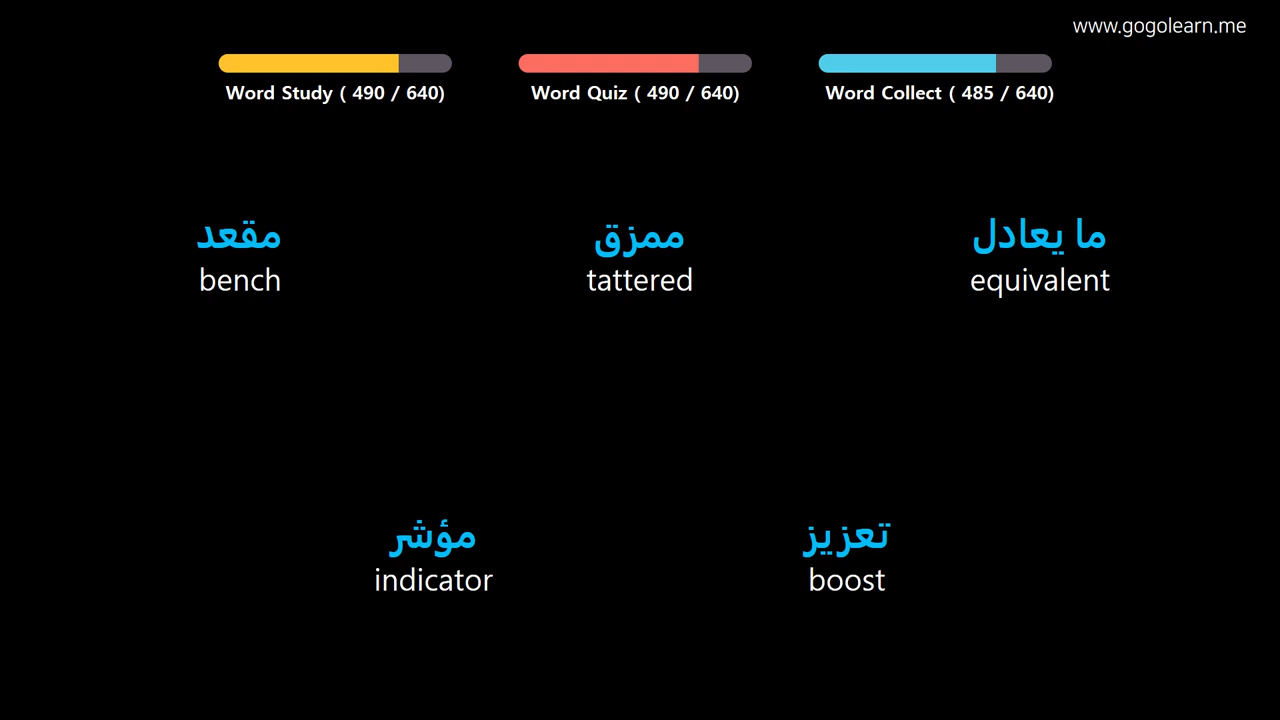 www.gogolearn.me
Word Study ( 490 / 640)
Word Quiz ( 490 / 640)
Word Collect ( 485 / 640)
مقعد
bench
ممزق
tattered
ما يعادل
equivalent
مؤشر
indicator
تعزيز
boost